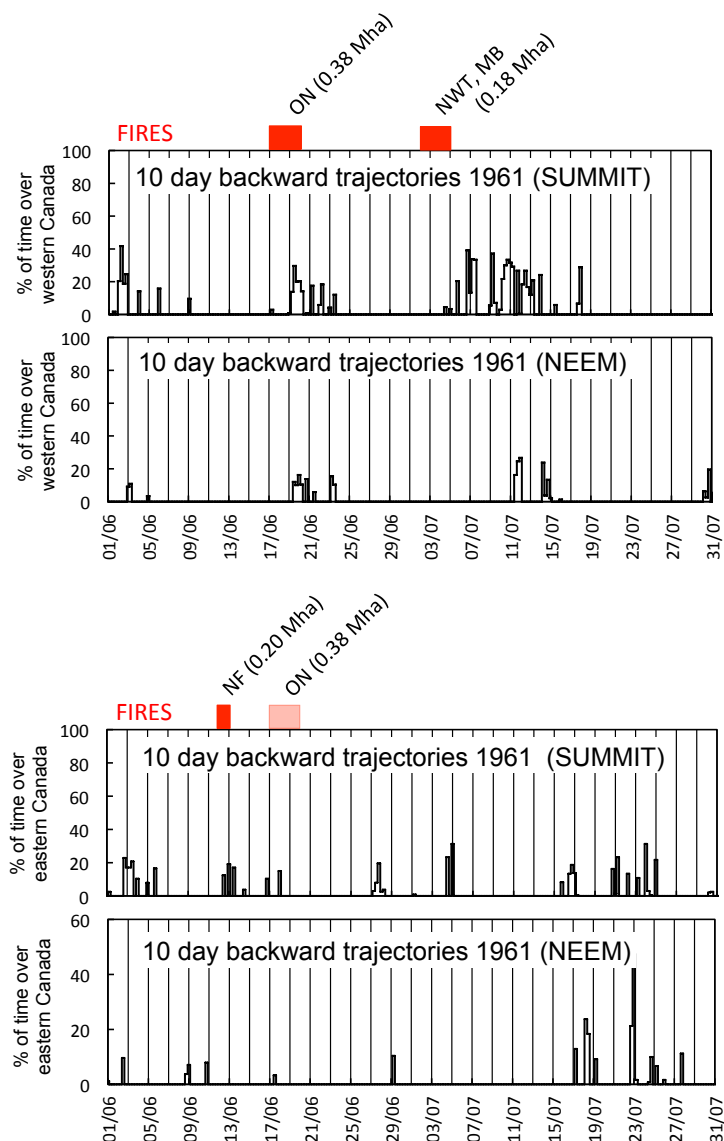 ON (0.38 Mha)
NWT, MB
(0.18 Mha)
FIRES
100
80
60
40
20
0
% of time over
western Canada
10 day backward trajectories 1961 (SUMMIT)
100
80
60
40
20
0
% of time over
western Canada
10 day backward trajectories 1961 (NEEM)
01/06
05/06
09/06
13/06
17/06
21/06
25/06
29/06
03/07
07/07
11/07
15/07
19/07
23/07
27/07
31/07
NF (0.20 Mha)
ON (0.38 Mha)
FIRES
100
80
60
40
20
0
% of time over
eastern Canada
10 day backward trajectories 1961 (SUMMIT)
60
40
20
0
% of time over
eastern Canada
10 day backward trajectories 1961 (NEEM)
01/06
05/06
09/06
13/06
17/06
21/06
25/06
29/06
03/07
07/07
11/07
15/07
19/07
23/07
27/07
31/07